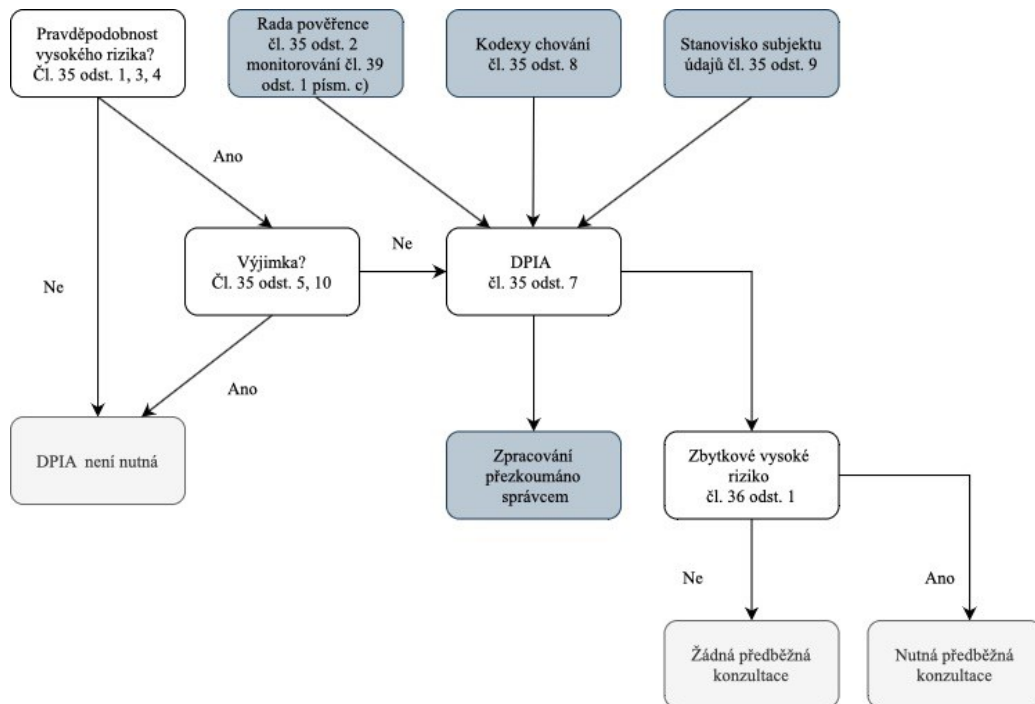 Pravděpodobnost
vysokého rizika?
Čl. 35 odst. 1, 3, 4
Rada pověřence
čl. 35 odst. 2
monitorování čl. 39
odst. 1 písm. c)
Kodexy chování
čl. 35 odst. 8
Stanovisko subjektu
údajů čl. 35 odst. 9
Ano
Ne
Výjimka?
Čl. 35 odst. 5, 10
Ne
DPIA
čl. 35 odst. 7
Ano
DPIA není nutná
Zpracování
přezkoumáno
správcem
Zbytkové vysoké
riziko
čl. 36 odst. 1
Ne
Ano
Žádná předběžná
konzultace
Nutná předběžná
konzultace